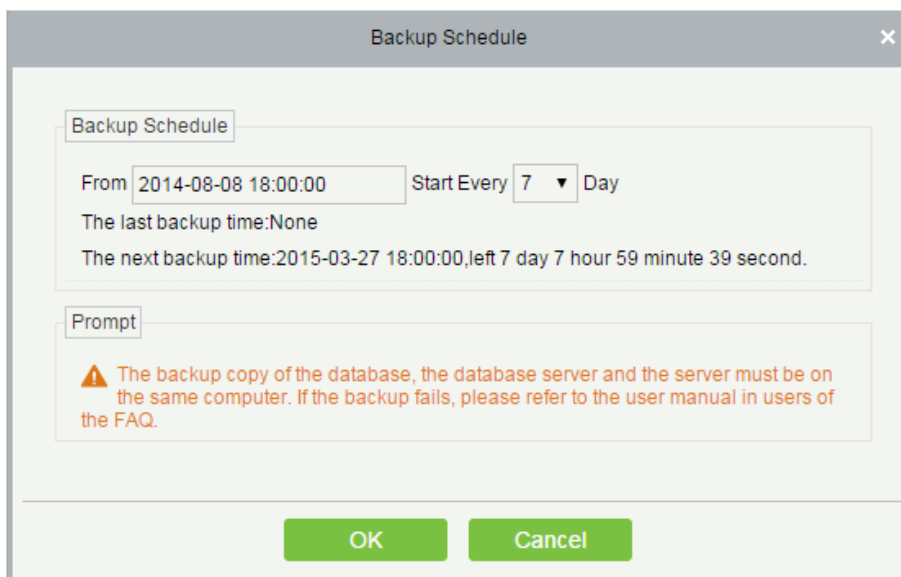 Backup Schedule
Backup Schedule
From 2014-08-08 18:00:00 Start Every 7 Day
The last backup time:None
The next backup time:2015-03-27 18:00:00,left 7 day 7 hour 59 minute 39 second.
Prompt
The backup copy of the database, the database server and the server must be on
the same computer. If the backup fails, please refer to the user manual in users of
the FAQ.
OK Cancel